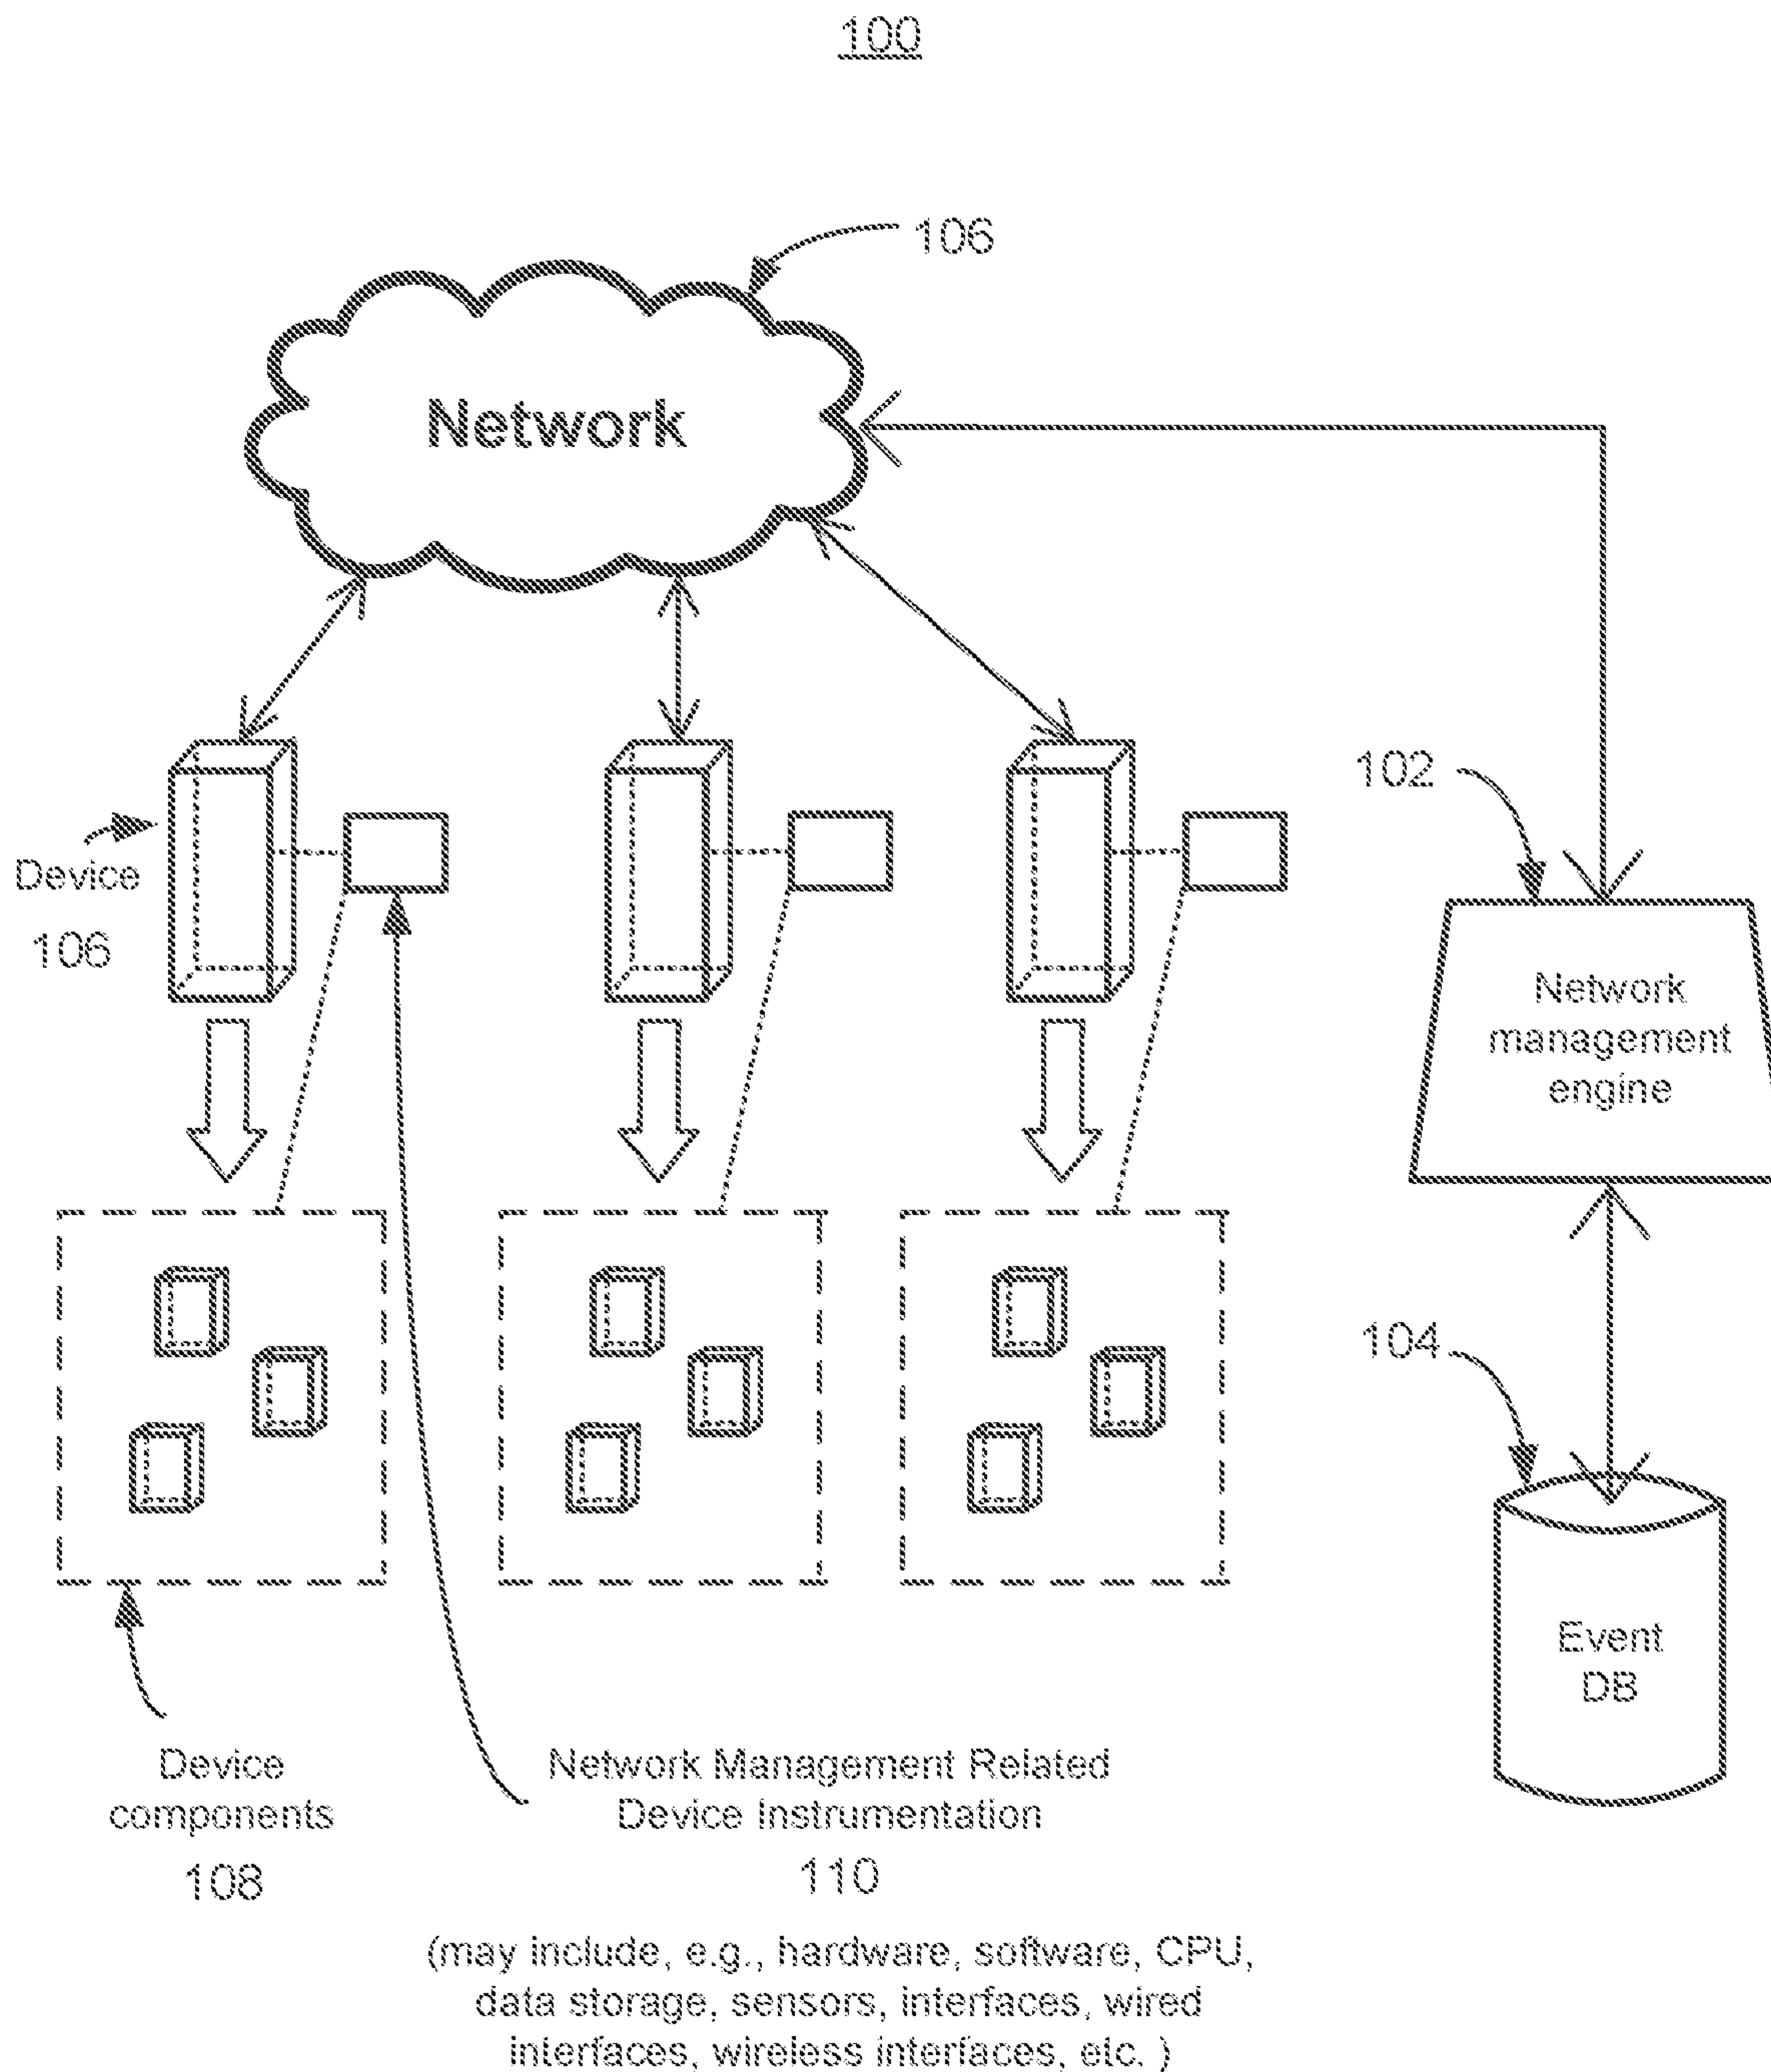 100
106
Network
102
Device
106
Network
management
engine
104
Event
DB
Device
components
108
Network Management Related
Device Instrumentation
110
(may include, e.g., hardware, software, CPU,
data storage, sensors, interfaces, wired
interfaces, wireless interfaces, etc. )